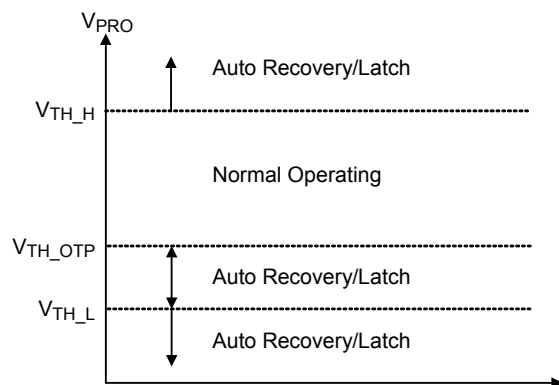 VPRO
Auto Recovery/Latch
VTH_H
Normal Operating
VTH_OTP
Auto Recovery/Latch
VTH_L
Auto Recovery/Latch